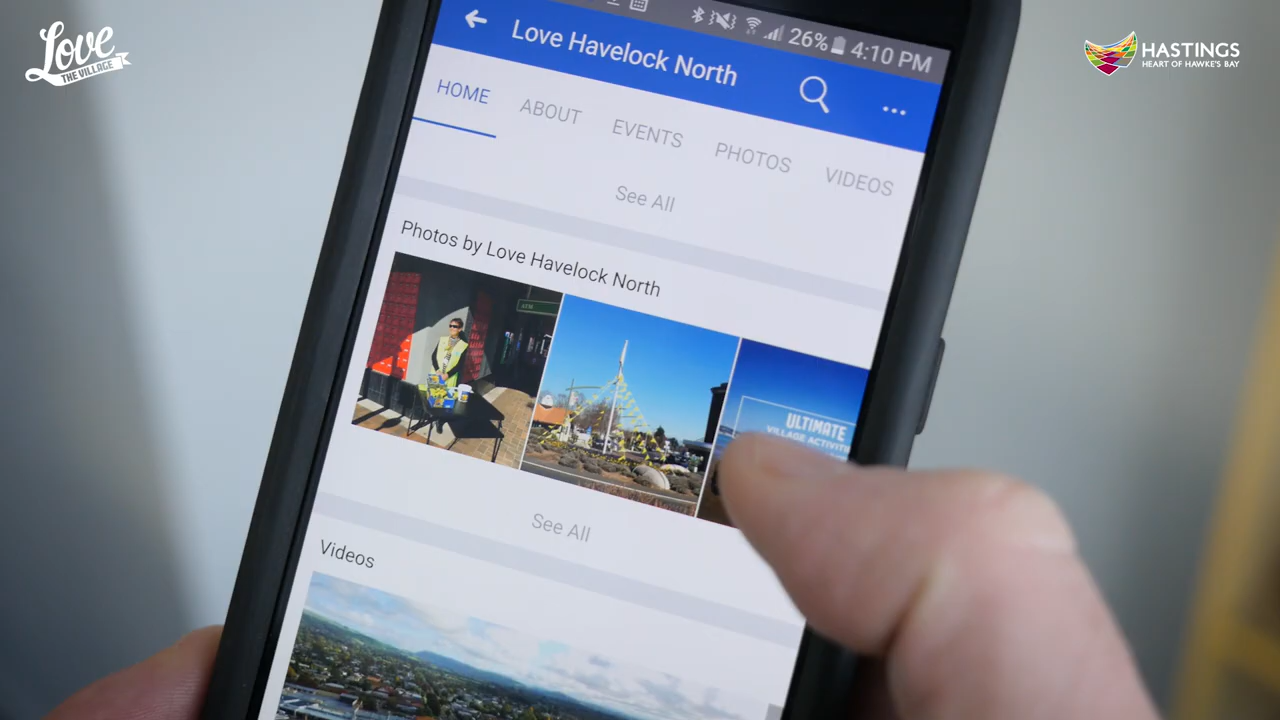 Love
THE VILLAGE
HASTINGS
HEART OF HAWKE'S BAY
26% 4:10 PM
Love Havelock North
HOME ABOUT EVENTS PHOTOS VIDEOS
See All
Photos by Love Havelock North
ATM
ULTIMATE
VILLAGE
See All
Videos